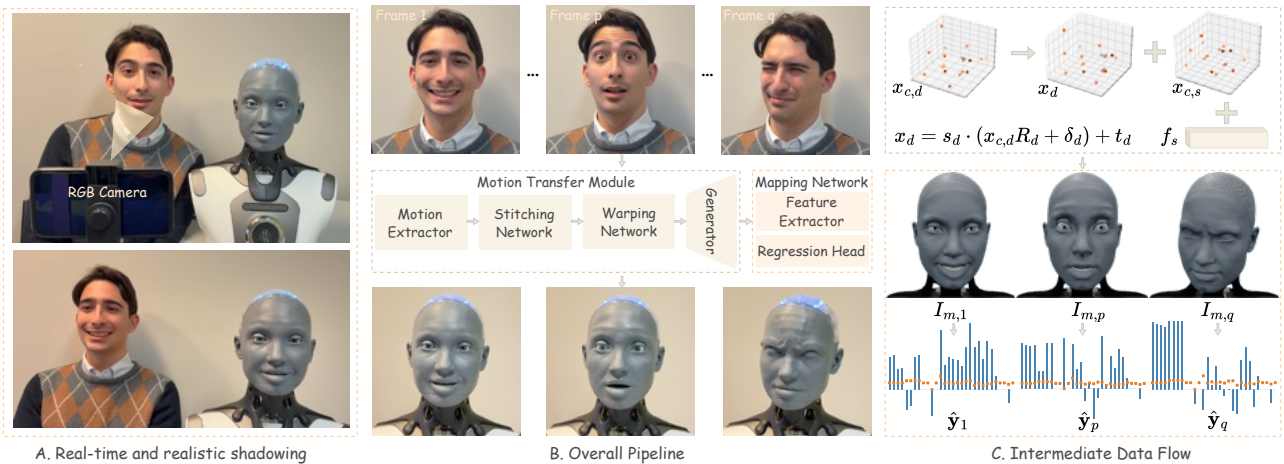 RGB Camera
A. Real-time and realistic shadowing
Frame 1
Frame p
Frame q
...
...
Motion Transfer Module
Motion
Extractor
Stitching
Network
Warping
Network
Generator
Mapping Network
Feature
Extractor
Regression Head
B. Overall Pipeline
x_{c,d}
x_d
x_{c,s}
x_d = s_d · (x_{c,d}R_d + δ_d) + t_d
f_s
I_{m,1}
I_{m,p}
I_{m,q}
ŷ_1
ŷ_p
ŷ_q
C. Intermediate Data Flow